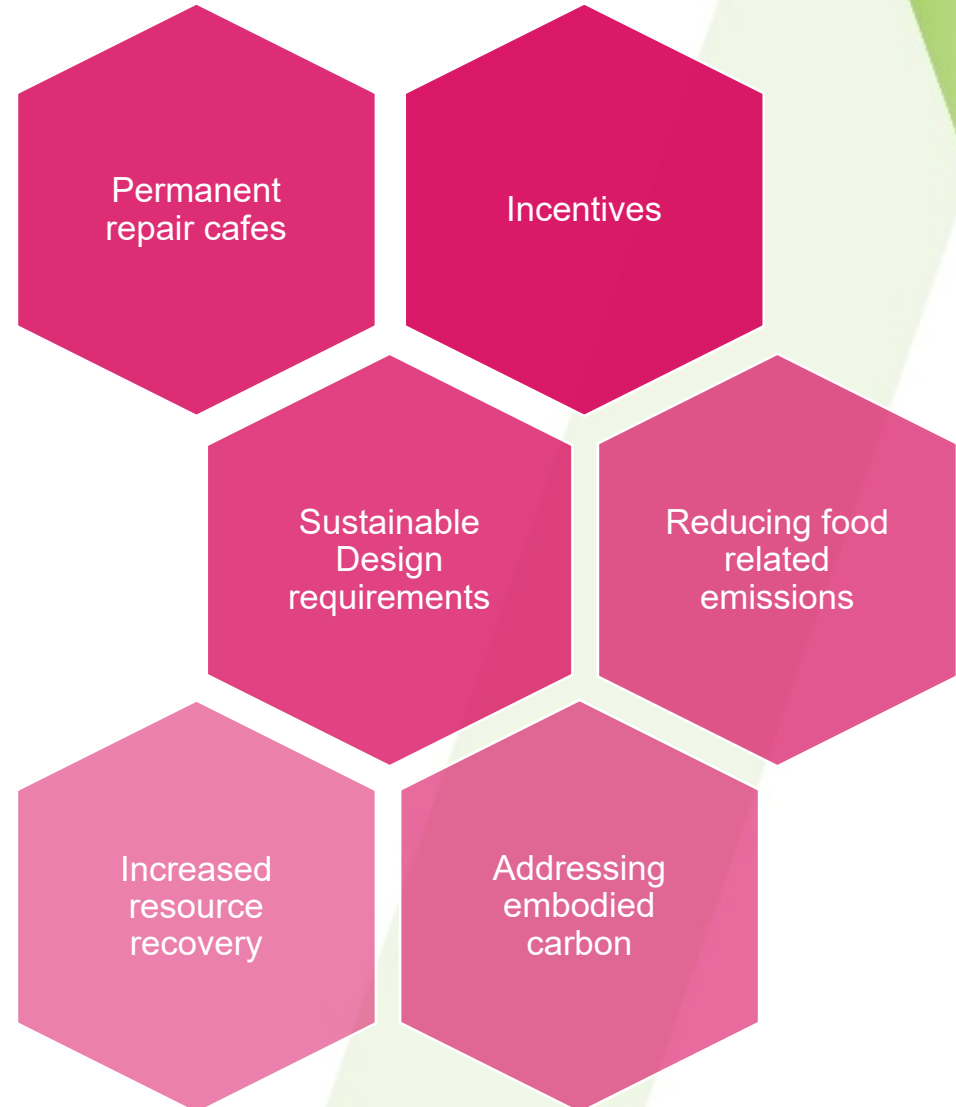 Permanent
repair cafes
Incentives
Sustainable
Design
requirements
Reducing food
related
emissions
Increased
resource
recovery
Addressing
embodied
carbon